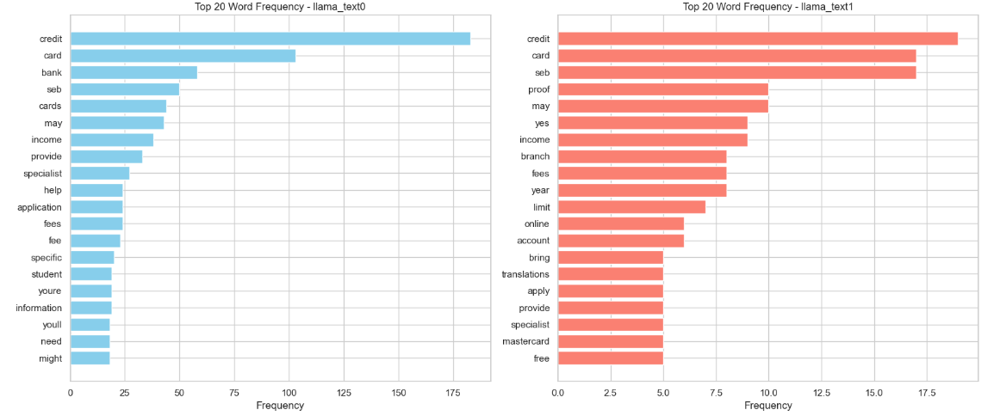 Top 20 Word Frequency - llama_text0
credit
card
bank
seb
cards
may
income
provide
specialist
help
application
fees
fee
specific
student
youre
information
youll
need
might
0 25 50 75 100 125 150 175
Frequency
Top 20 Word Frequency - llama_text1
credit
card
seb
proof
may
yes
income
branch
fees
year
limit
online
account
bring
translations
apply
provide
specialist
mastercard
free
0.0 2.5 5.0 7.5 10.0 12.5 15.0 17.5
Frequency